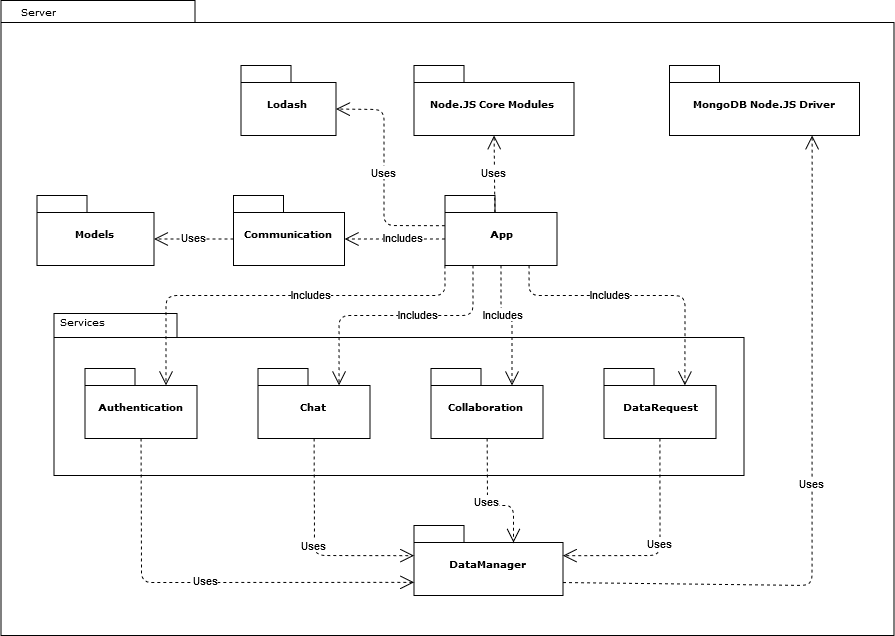 Server
Lodash
Node.JS Core Modules
MongoDB Node.JS Driver
Uses
Uses
Models
Uses
Communication
Includes
App
Includes
Includes
Includes
Includes
Services
Authentication
Chat
Collaboration
DataRequest
Uses
Uses
Uses
Uses
DataManager
Uses